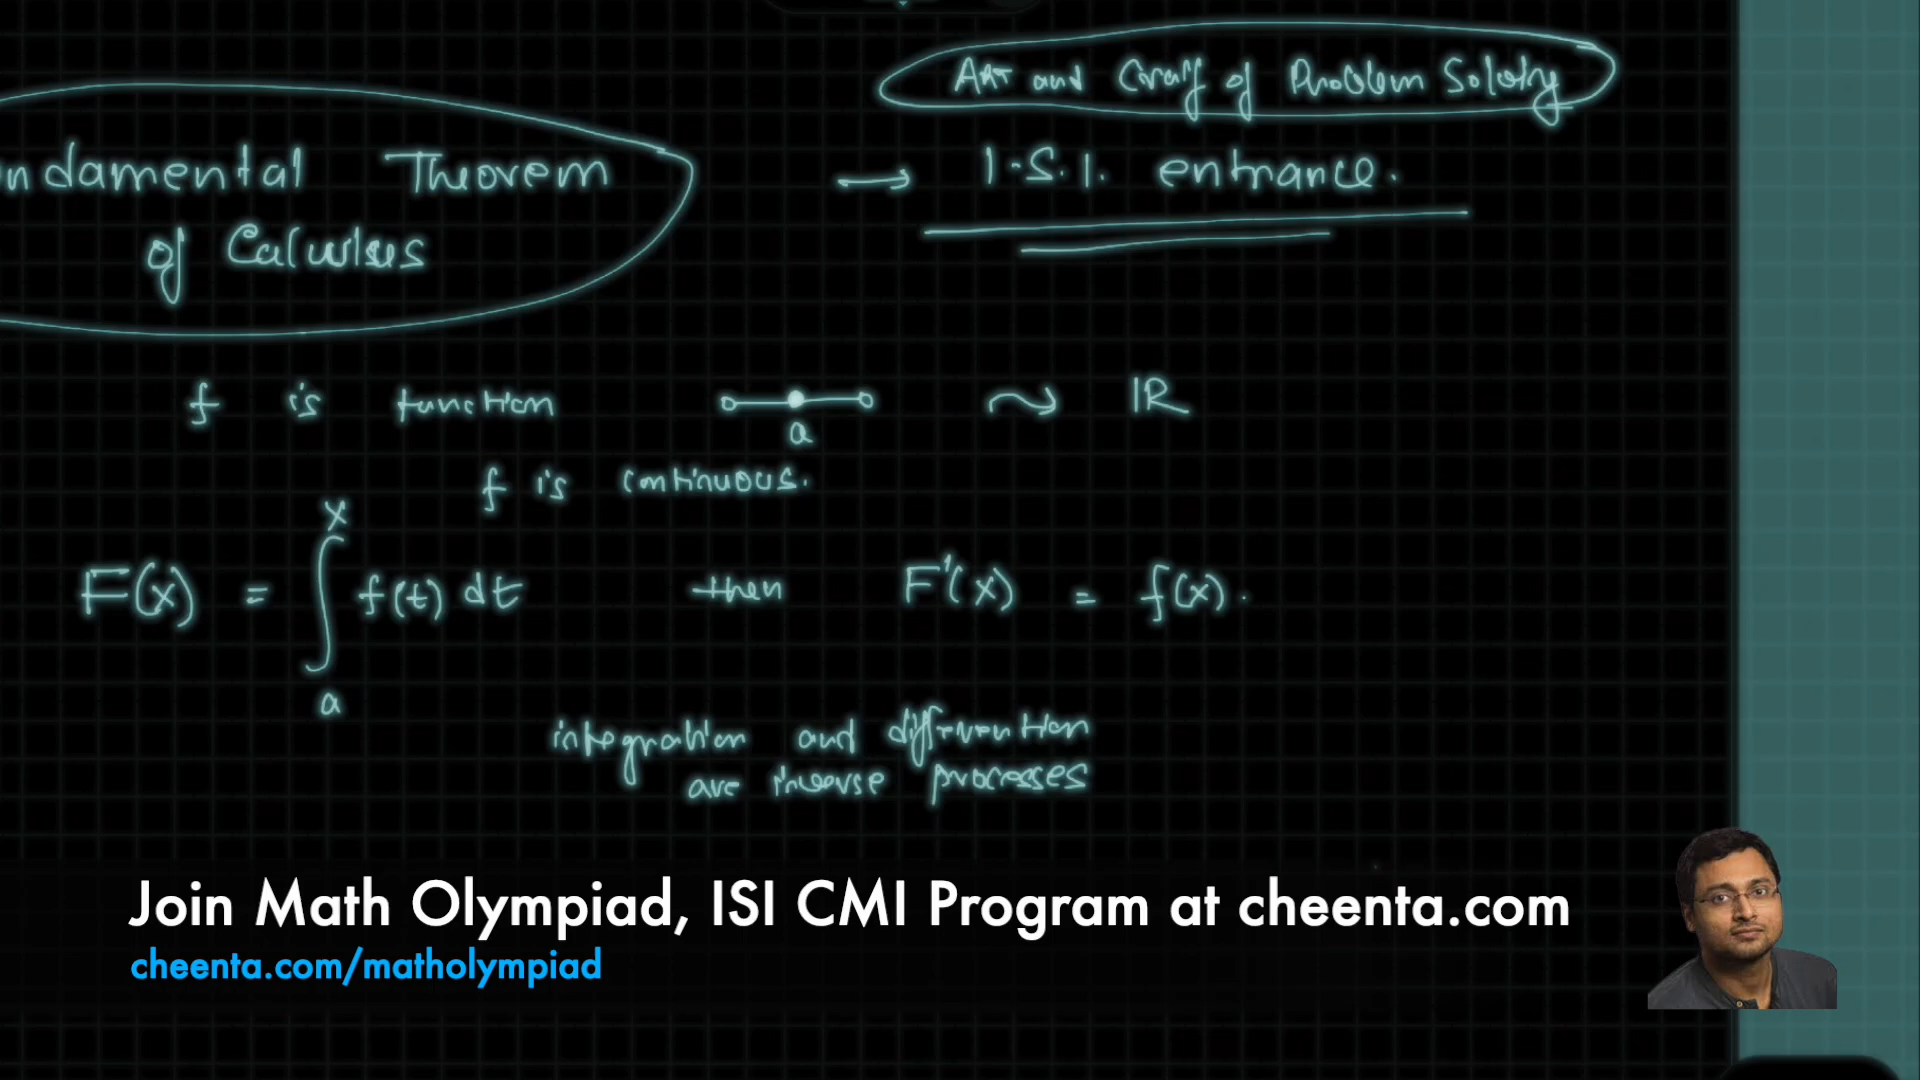 Art and Craft of Problem Solving
ndamental Theorem
of Calculus
→ I.S.I. entrance.
f is function a ⇝ IR
f is continuous.
F(x) = ∫ₐˣ f(t) dt then F'(x) = f(x).
integration and differention
are inverse processes
Join Math Olympiad, ISI CMI Program at cheenta.com
cheenta.com/matholympiad